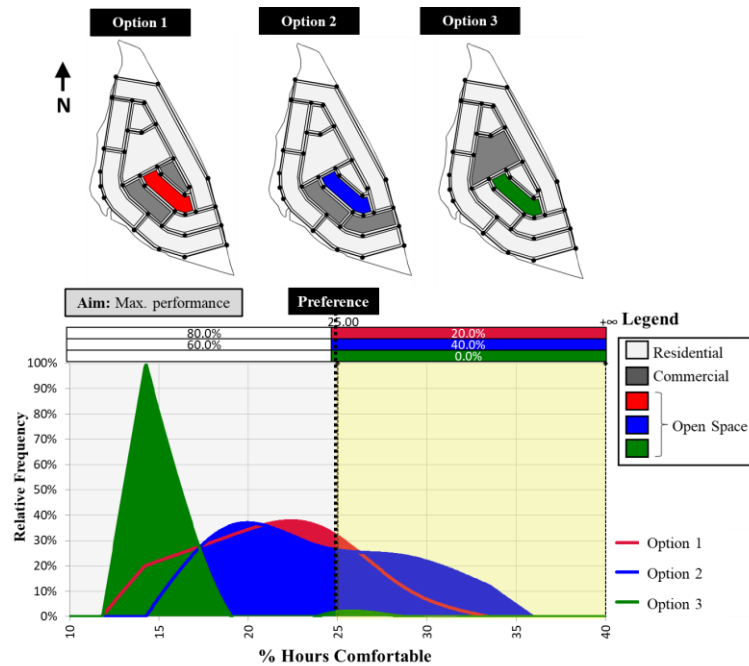 Option 1
Option 2
Option 3
N
Aim: Max. performance
Preference
25.00
+∞
Legend
80.0%
20.0%
60.0%
40.0%
0.0%
Residential
Commercial
Open Space
100%
90%
80%
70%
60%
50%
40%
30%
20%
10%
0%
Relative Frequency
10
15
20
25
30
35
40
% Hours Comfortable
Option 1
Option 2
Option 3